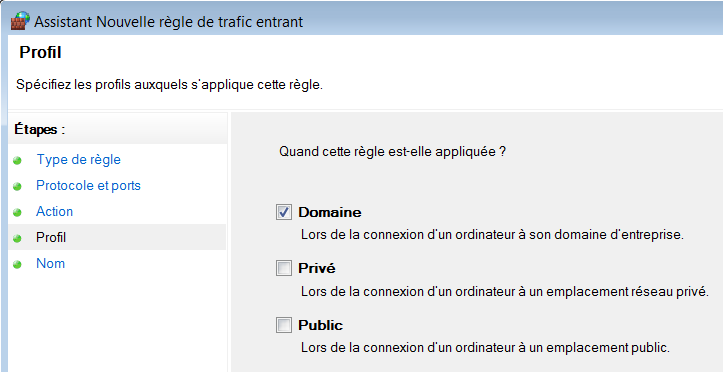 Assistant Nouvelle règle de trafic entrant
Profil
Spécifiez les profils auxquels s'applique cette règle.
Étapes :
Type de règle
Protocole et ports
Action
Profil
Nom
Quand cette règle est-elle appliquée ?
Domaine
Lors de la connexion d'un ordinateur à son domaine d'entreprise.
Privé
Lors de la connexion d'un ordinateur à un emplacement réseau privé.
Public
Lors de la connexion d'un ordinateur à un emplacement public.